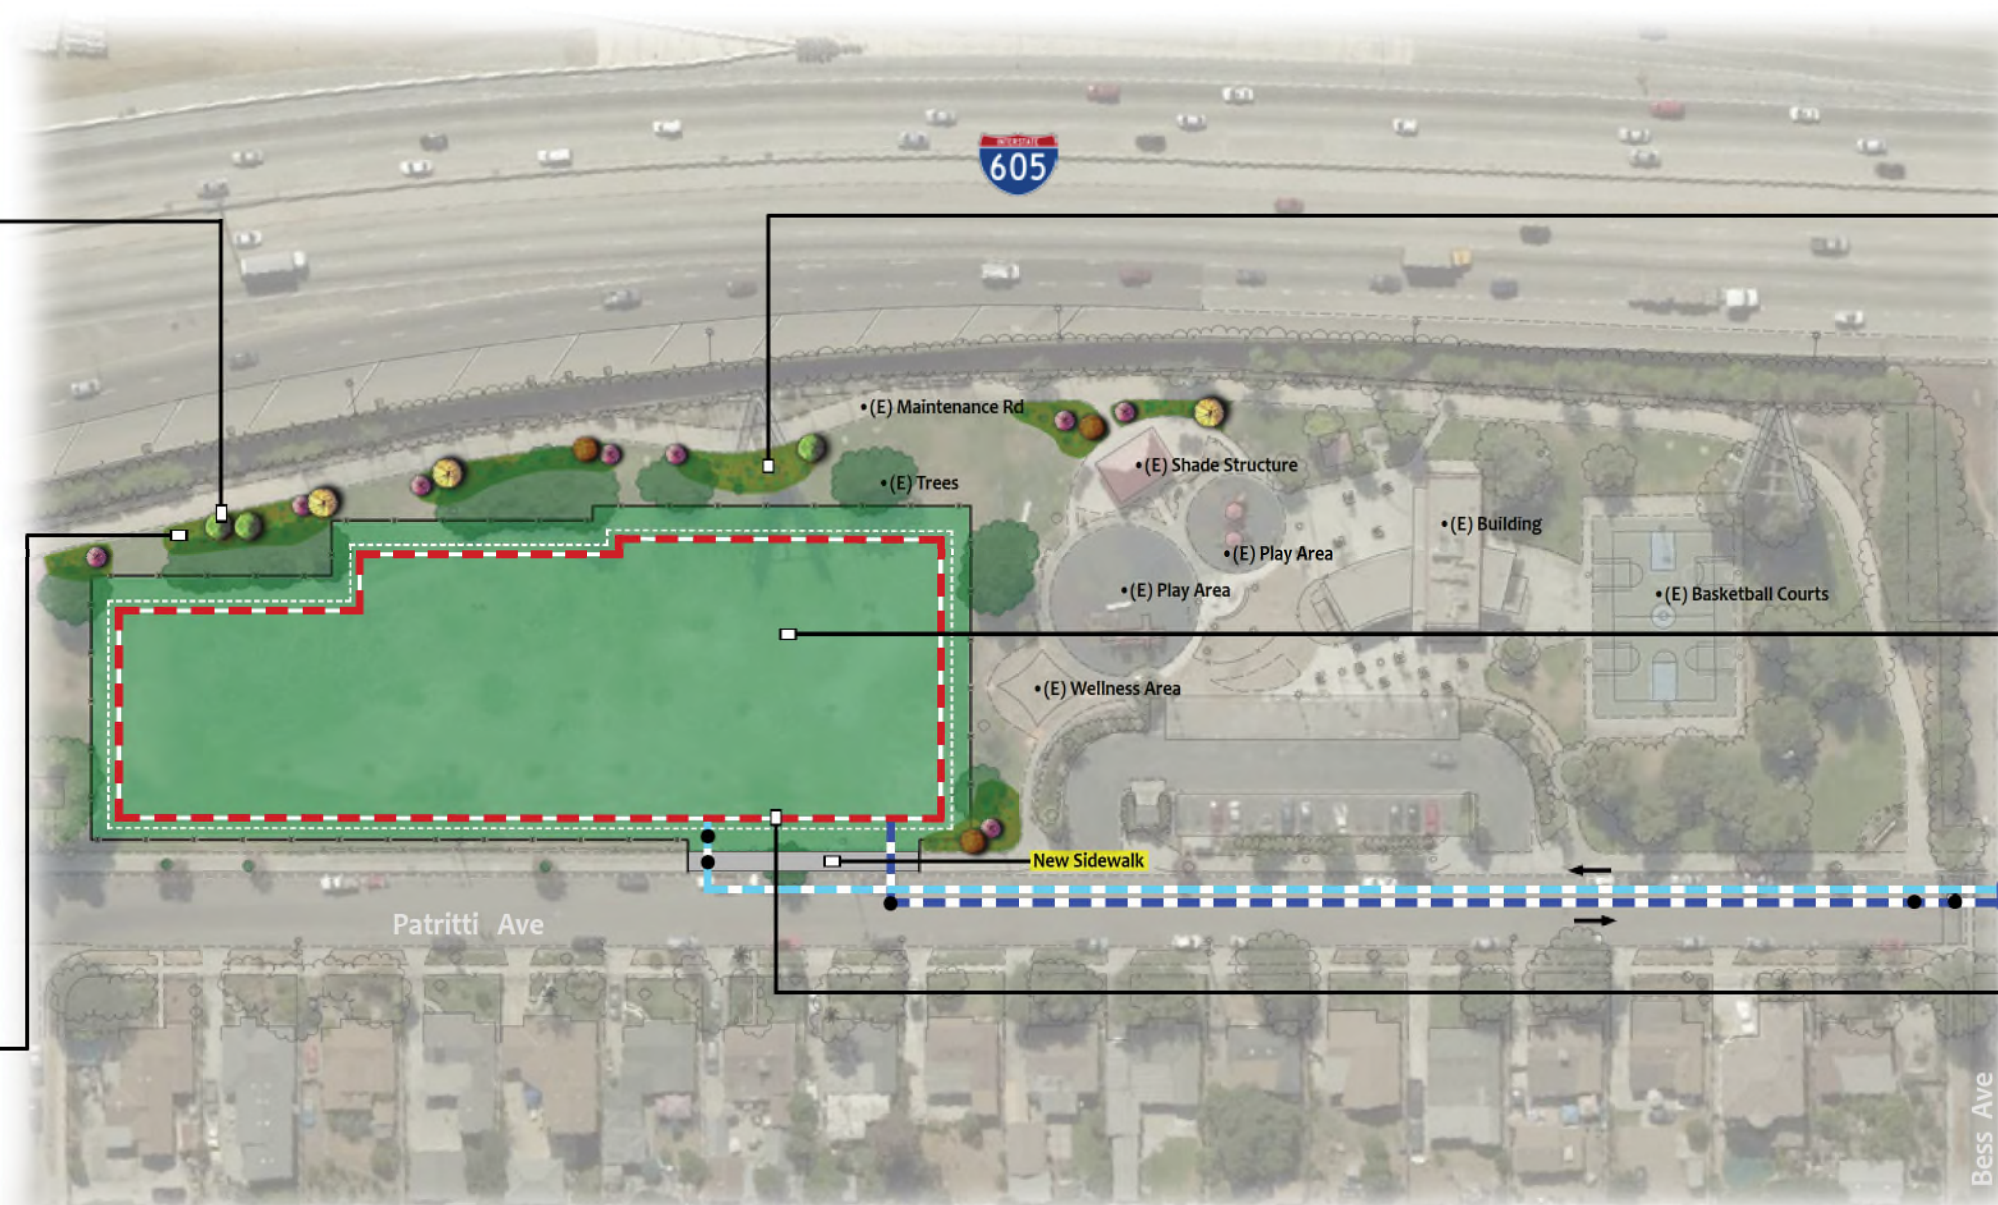 INTERSTATE
605
(E) Maintenance Rd
(E) Shade Structure
(E) Trees
(E) Building
(E) Play Area
(E) Play Area
(E) Basketball Courts
(E) Wellness Area
New Sidewalk
Patritti Ave
Bess Ave